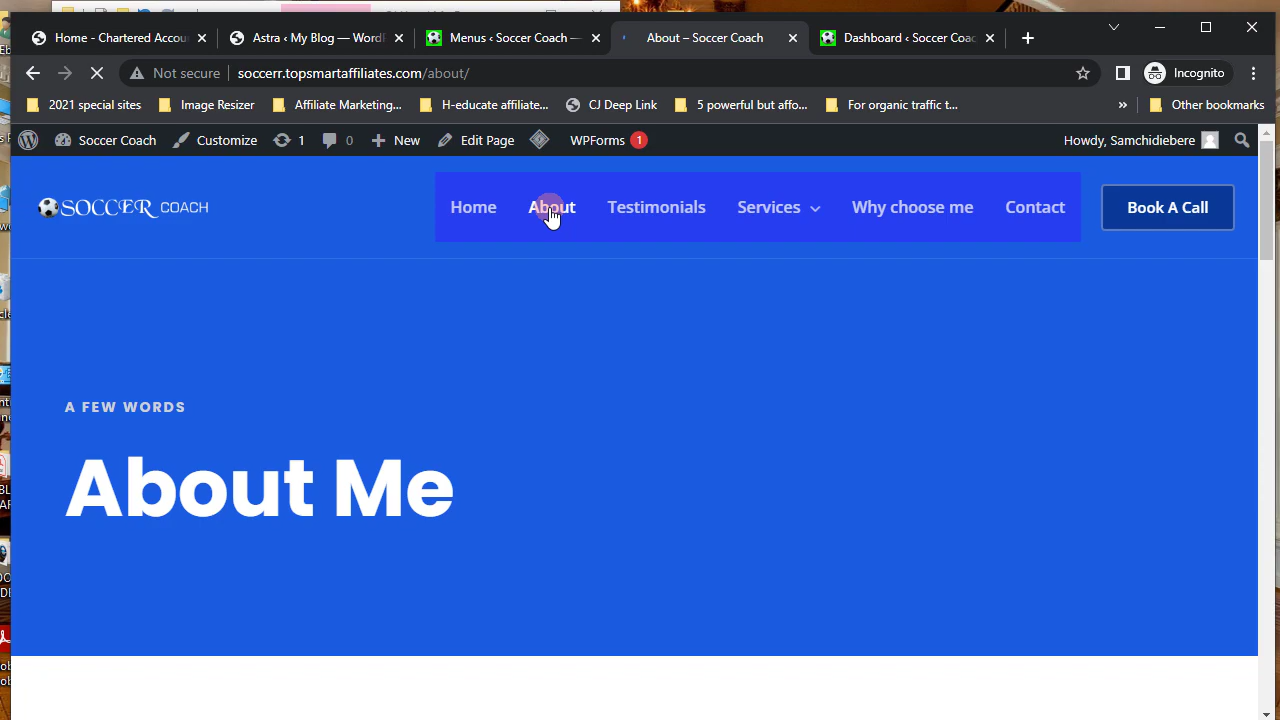 Home - Chartered Accou
Astra ‹ My Blog — WordP
Menus ‹ Soccer Coach —
About – Soccer Coach
Dashboard ‹ Soccer Coac
Not secure
soccerr.topsmartaffiliates.com/about/
Incognito
2021 special sites
Image Resizer
Affiliate Marketing...
H-educate affiliate...
CJ Deep Link
5 powerful but affo...
For organic traffic t...
»
Other bookmarks
Soccer Coach
Customize
1
0
New
Edit Page
WPForms 1
Howdy, Samchidiebere
SOCCER COACH
Home
About
Testimonials
Services
Why choose me
Contact
Book A Call
A FEW WORDS
About Me